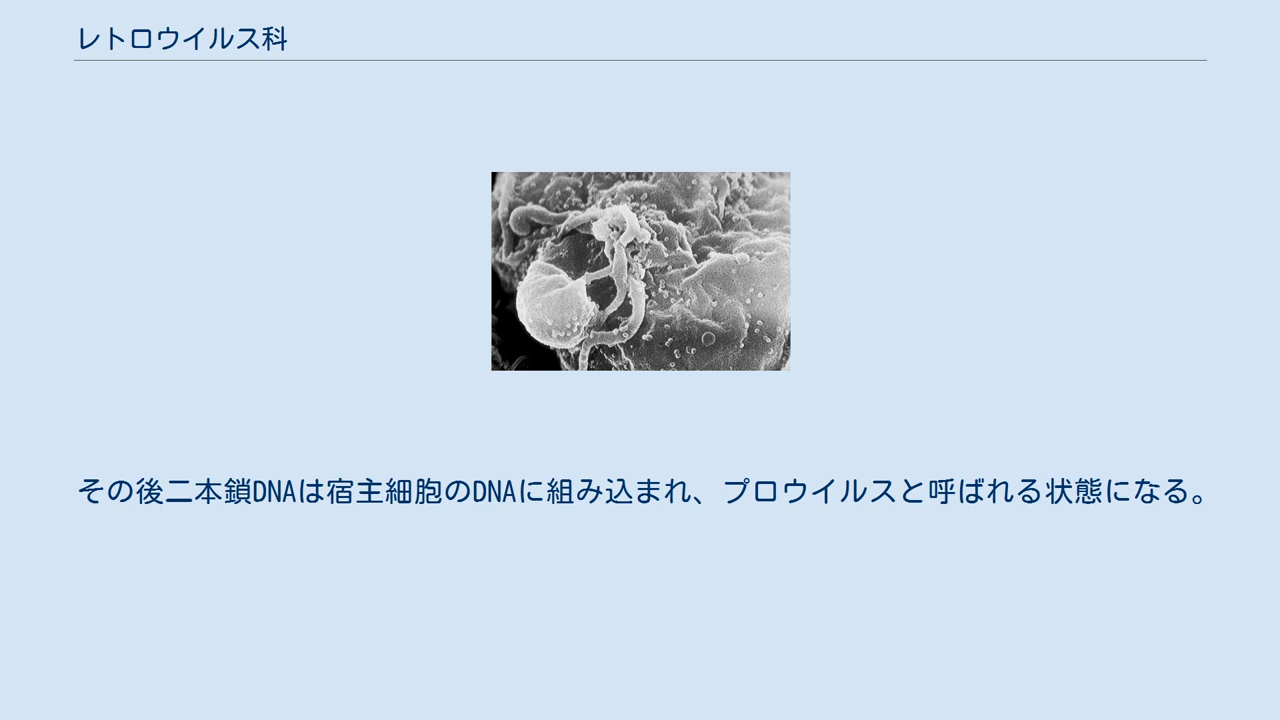 レトロウイルス科
その後二本鎖DNAは宿主細胞のDNAに組み込まれ、プロウイルスと呼ばれる状態になる。